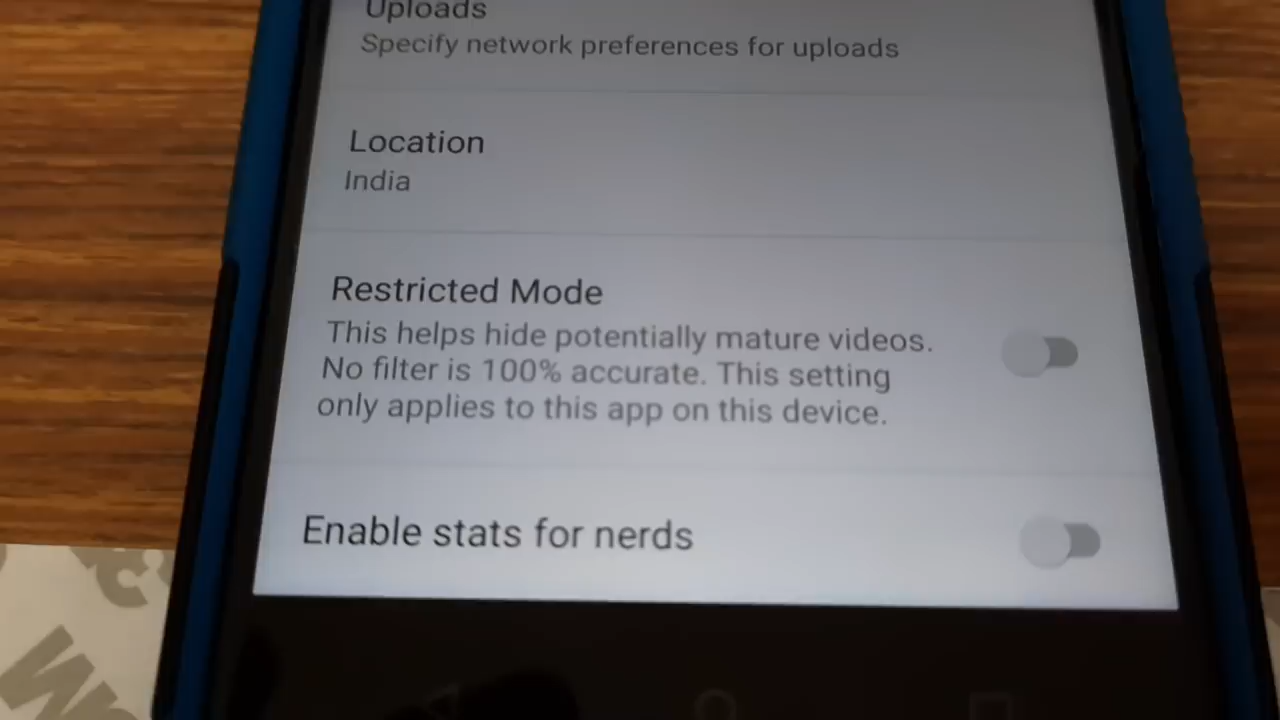 Uploads
Specify network preferences for uploads
Location
India
Restricted Mode
This helps hide potentially mature videos.
No filter is 100% accurate. This setting
only applies to this app on this device.
Enable stats for nerds